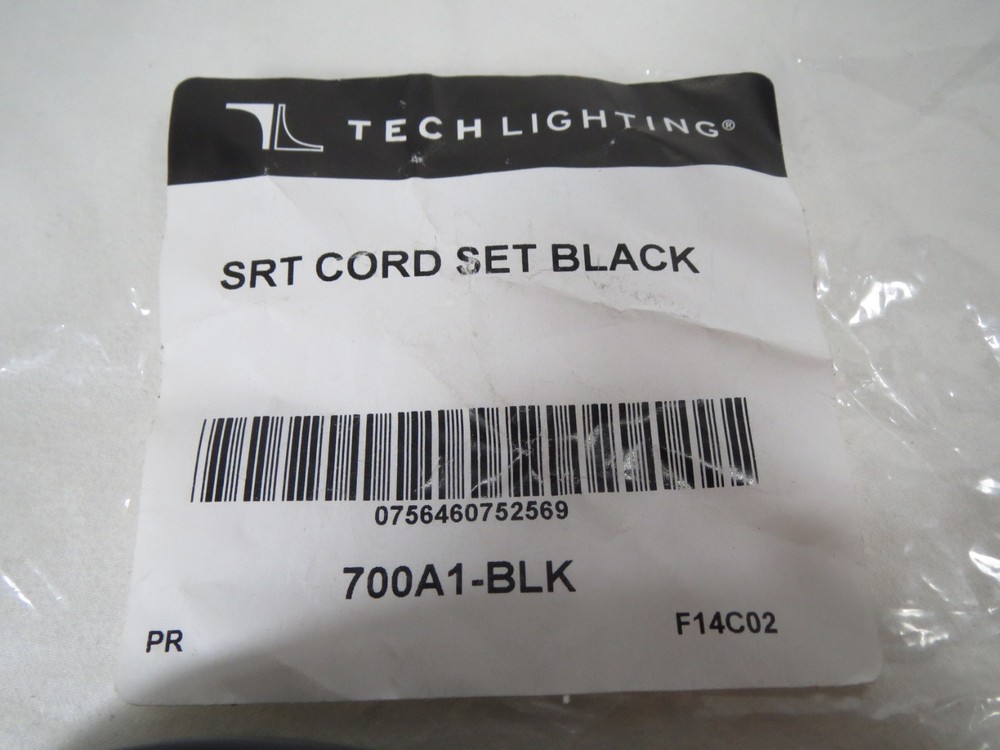 TECH LIGHTING®
SRT CORD SET BLACK
0756460752569
700A1-BLK
PR F14C02